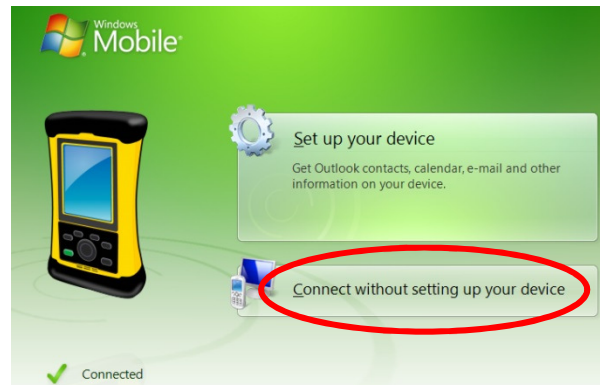 Windows
Mobile®
Set up your device
Get Outlook contacts, calendar, e-mail and other
information on your device.
Connect without setting up your device
Connected